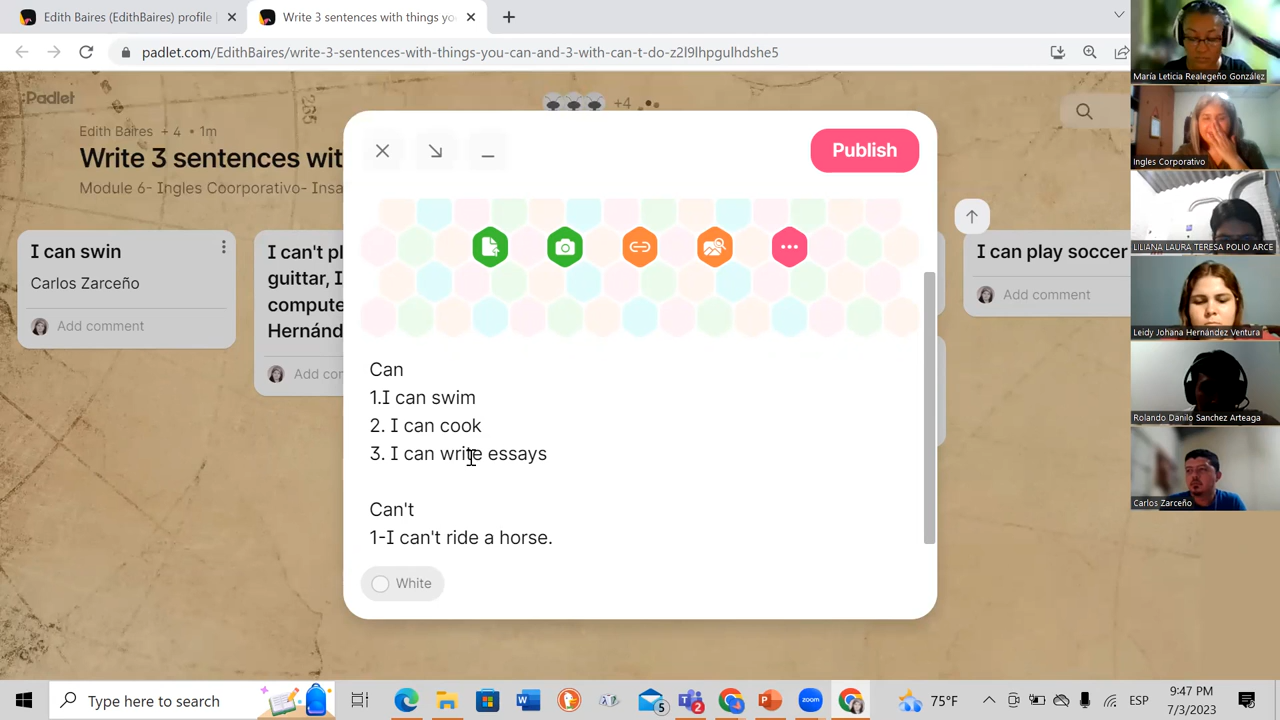 Edith Baires (EdithBaires) profile
Write 3 sentences with things yo
padlet.com/EdithBaires/write-3-sentences-with-things-you-can-and-3-with-can-t-do-z2l9lhpgulhdshe5
:Padlet
+4
Edith Baires + 4 • 1m
Write 3 sentences wit
Module 6- Ingles Coorporativo- Insa
I can swin
Carlos Zarceño
Add comment
I can't pl
guittar, I
compute
Hernánd
Add cor
I can play soccer
Add comment
Publish
Can
1.I can swim
2. I can cook
3. I can write essays
Can't
1-I can't ride a horse.
White
María Leticia Realegeño González
Ingles Corporativo
LILIANA LAURA TERESA POLIO ARCE
Leidy Johana Hernández Ventura
Rolando Danilo Sanchez Arteaga
Carlos Zarceño
Type here to search
5
2
zoom
75°F
ESP
9:47 PM
7/3/2023